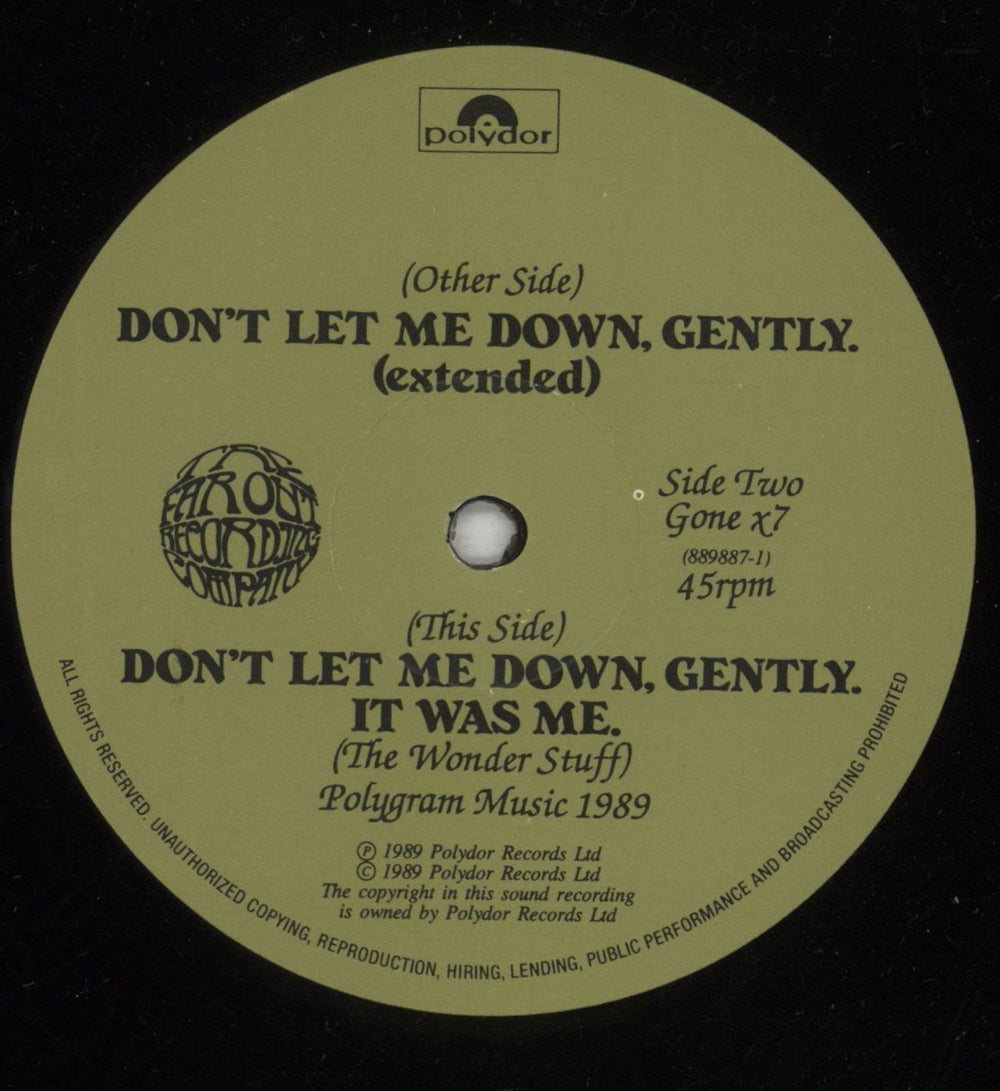 polydor
(Other Side)
DON'T LET ME DOWN, GENTLY.
(extended)
THE
FAR OUT
RECORDING
COMPANY
Side Two
Gone x7
(889887-1)
45rpm
(This Side)
DON'T LET ME DOWN, GENTLY.
IT WAS ME.
(The Wonder Stuff)
Polygram Music 1989
Ⓟ 1989 Polydor Records Ltd
© 1989 Polydor Records Ltd
The copyright in this sound recording
is owned by Polydor Records Ltd
ALL RIGHTS RESERVED. UNAUTHORIZED COPYING, REPRODUCTION, HIRING, LENDING, PUBLIC PERFORMANCE AND BROADCASTING PROHIBITED